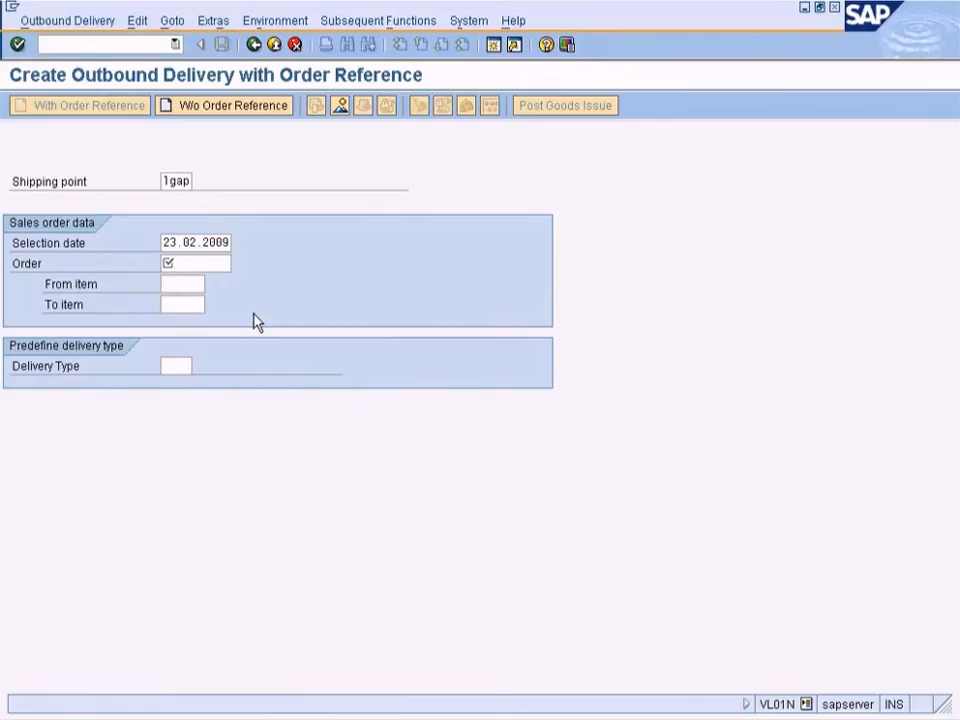 Outbound Delivery Edit Goto Extras Environment Subsequent Functions System Help
SAP
Create Outbound Delivery with Order Reference
With Order Reference W/o Order Reference Post Goods Issue
Shipping point 1gap
Sales order data
Selection date 23.02.2009
Order
From item
To item
Predefine delivery type
Delivery Type
VL01N sapserver INS